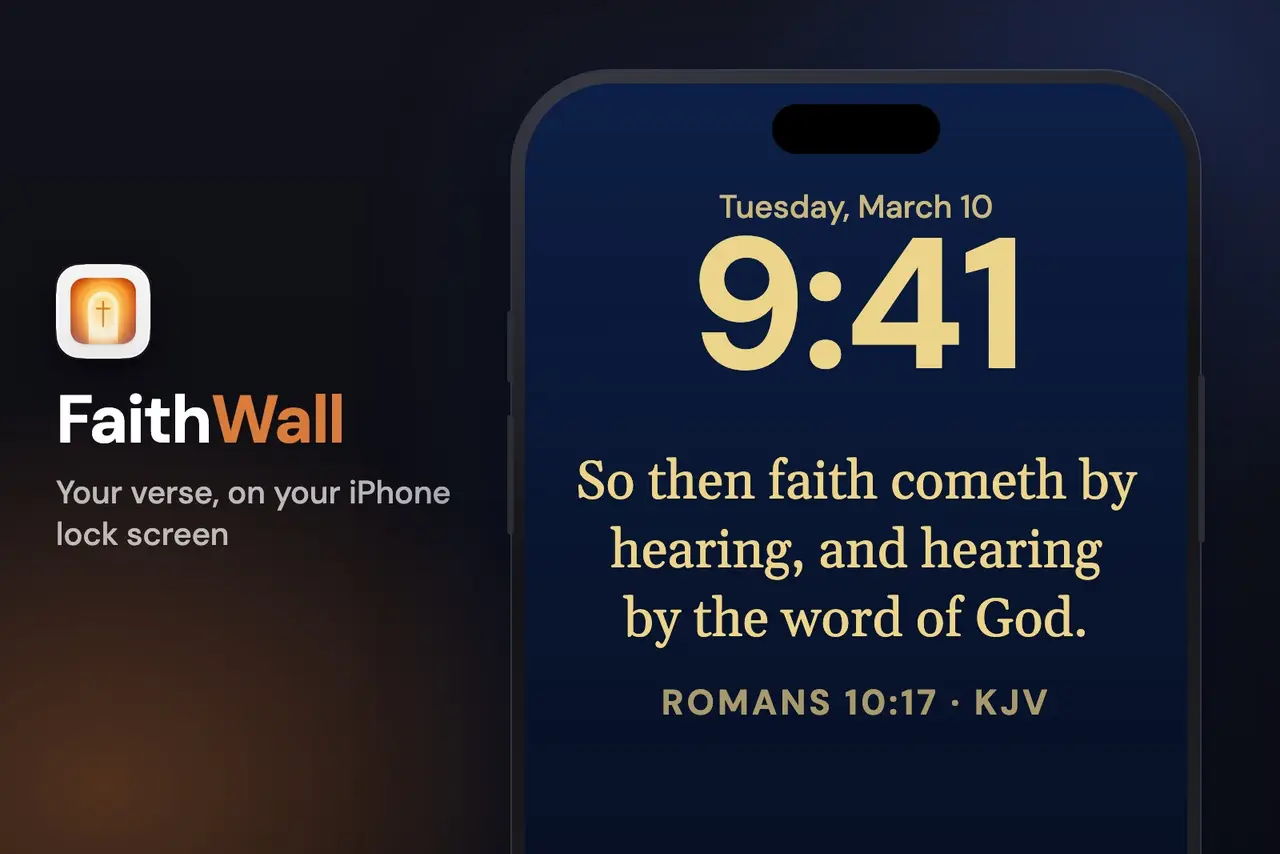 FaithWall
Your verse, on your iPhone
lock screen
Tuesday, March 10
9:41
So then faith cometh by
hearing, and hearing
by the word of God.
ROMANS 10:17 · KJV